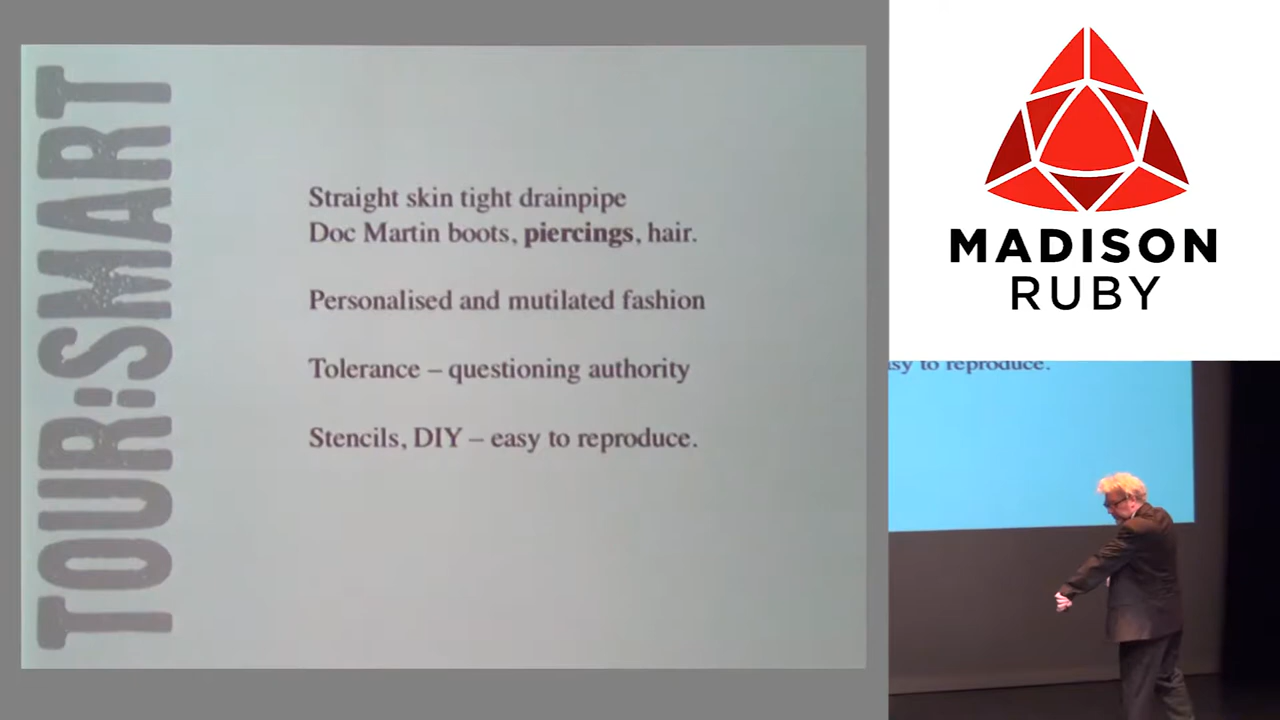 TOUR:SMART
Straight skin tight drainpipe
Doc Martin boots, piercings, hair.
Personalised and mutilated fashion
Tolerance – questioning authority
Stencils, DIY – easy to reproduce.
MADISON
RUBY
asy to reproduce.